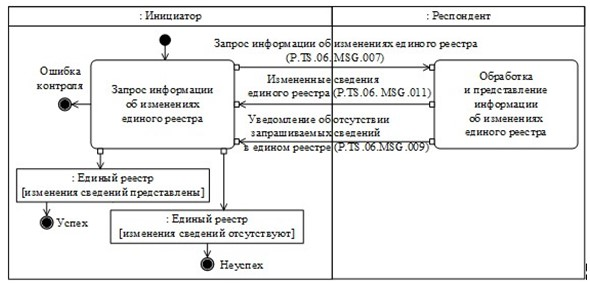 : Инициатор
: Респондент
Запрос информации об изменениях единого реестра
(P.TS.06.MSG.007)
Ошибка
контроля
Запрос информации
об изменениях
единого реестра
Измененные сведения
единого реестра (P.TS.06. MSG.011)
Уведомление об отсутствии
запрашиваемых сведений
в едином реестре (P.TS.06.MSG.009)
Обработка
и представление
информации
об изменениях
единого реестра
: Единый реестр
[изменения сведений представлены]
Успех
: Единый реестр
[изменения сведений отсутствуют]
Неуспех